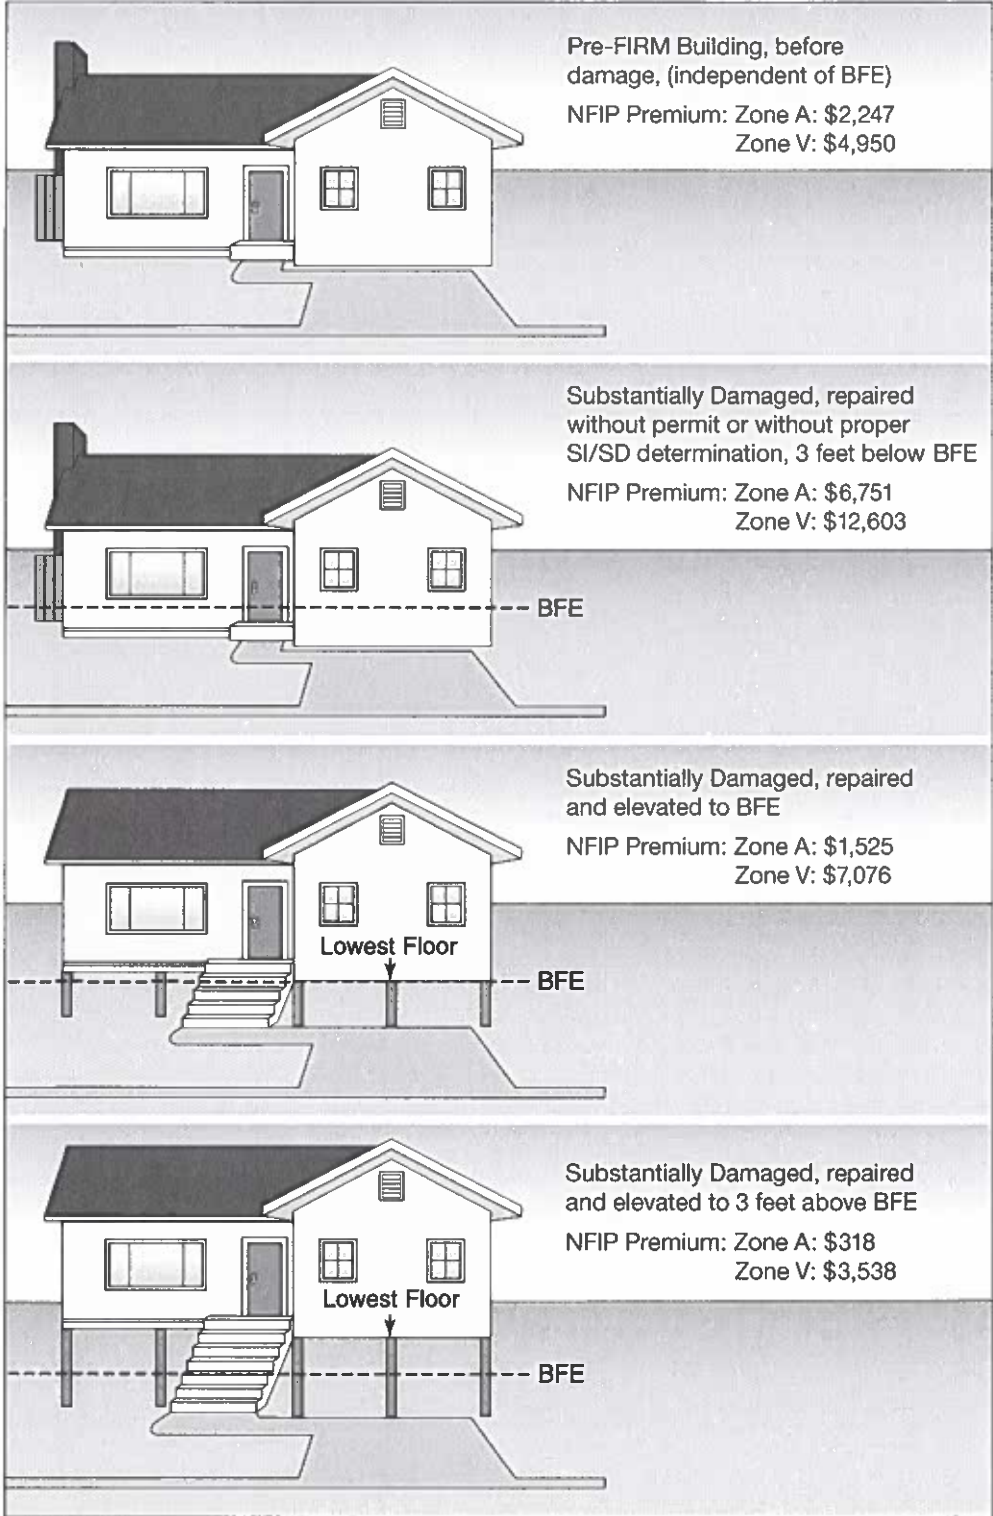 Pre-FIRM Building, before
damage, (independent of BFE)
NFIP Premium: Zone A: $2,247
Zone V: $4,950
Substantially Damaged, repaired
without permit or without proper
SI/SD determination, 3 feet below BFE
NFIP Premium: Zone A: $6,751
Zone V: $12,603
BFE
Substantially Damaged, repaired
and elevated to BFE
NFIP Premium: Zone A: $1,525
Zone V: $7,076
Lowest Floor
BFE
Substantially Damaged, repaired
and elevated to 3 feet above BFE
NFIP Premium: Zone A: $318
Zone V: $3,538
Lowest Floor
BFE